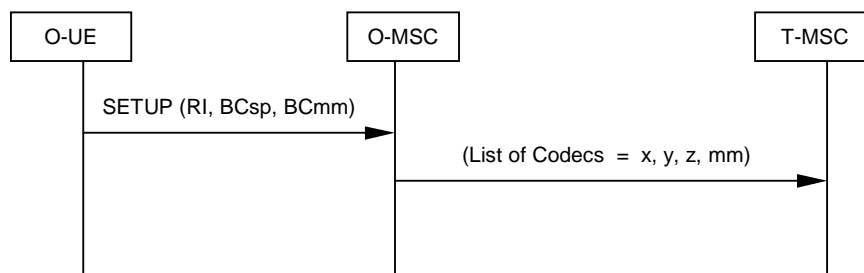 O-UE
O-MSC
T-MSC
SETUP (RI, BCsp, BCmm)
(List of Codecs = x, y, z, mm)